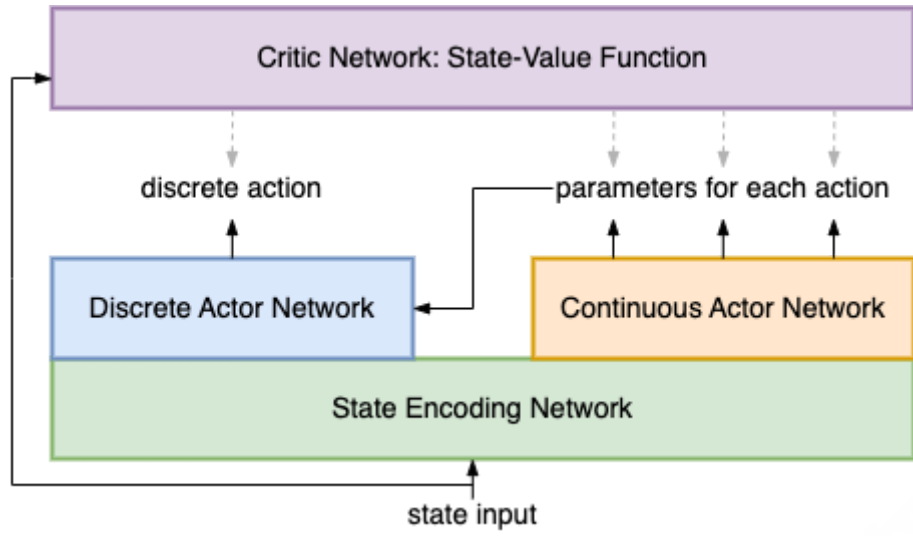 Critic Network: State-Value Function
discrete action
parameters for each action
Discrete Actor Network
Continuous Actor Network
State Encoding Network
state input